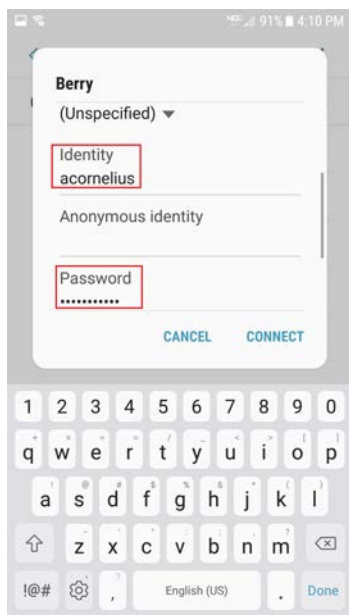 91% 4:10 PM
Berry
(Unspecified)
Identity
acornelius
Anonymous identity
Password
•••••••••••
CANCEL CONNECT
1 2 3 4 5 6 7 8 9 0
q w e r t y u i o p
a s d f g h j k l
z x c v b n m
!@# , English (US) . Done